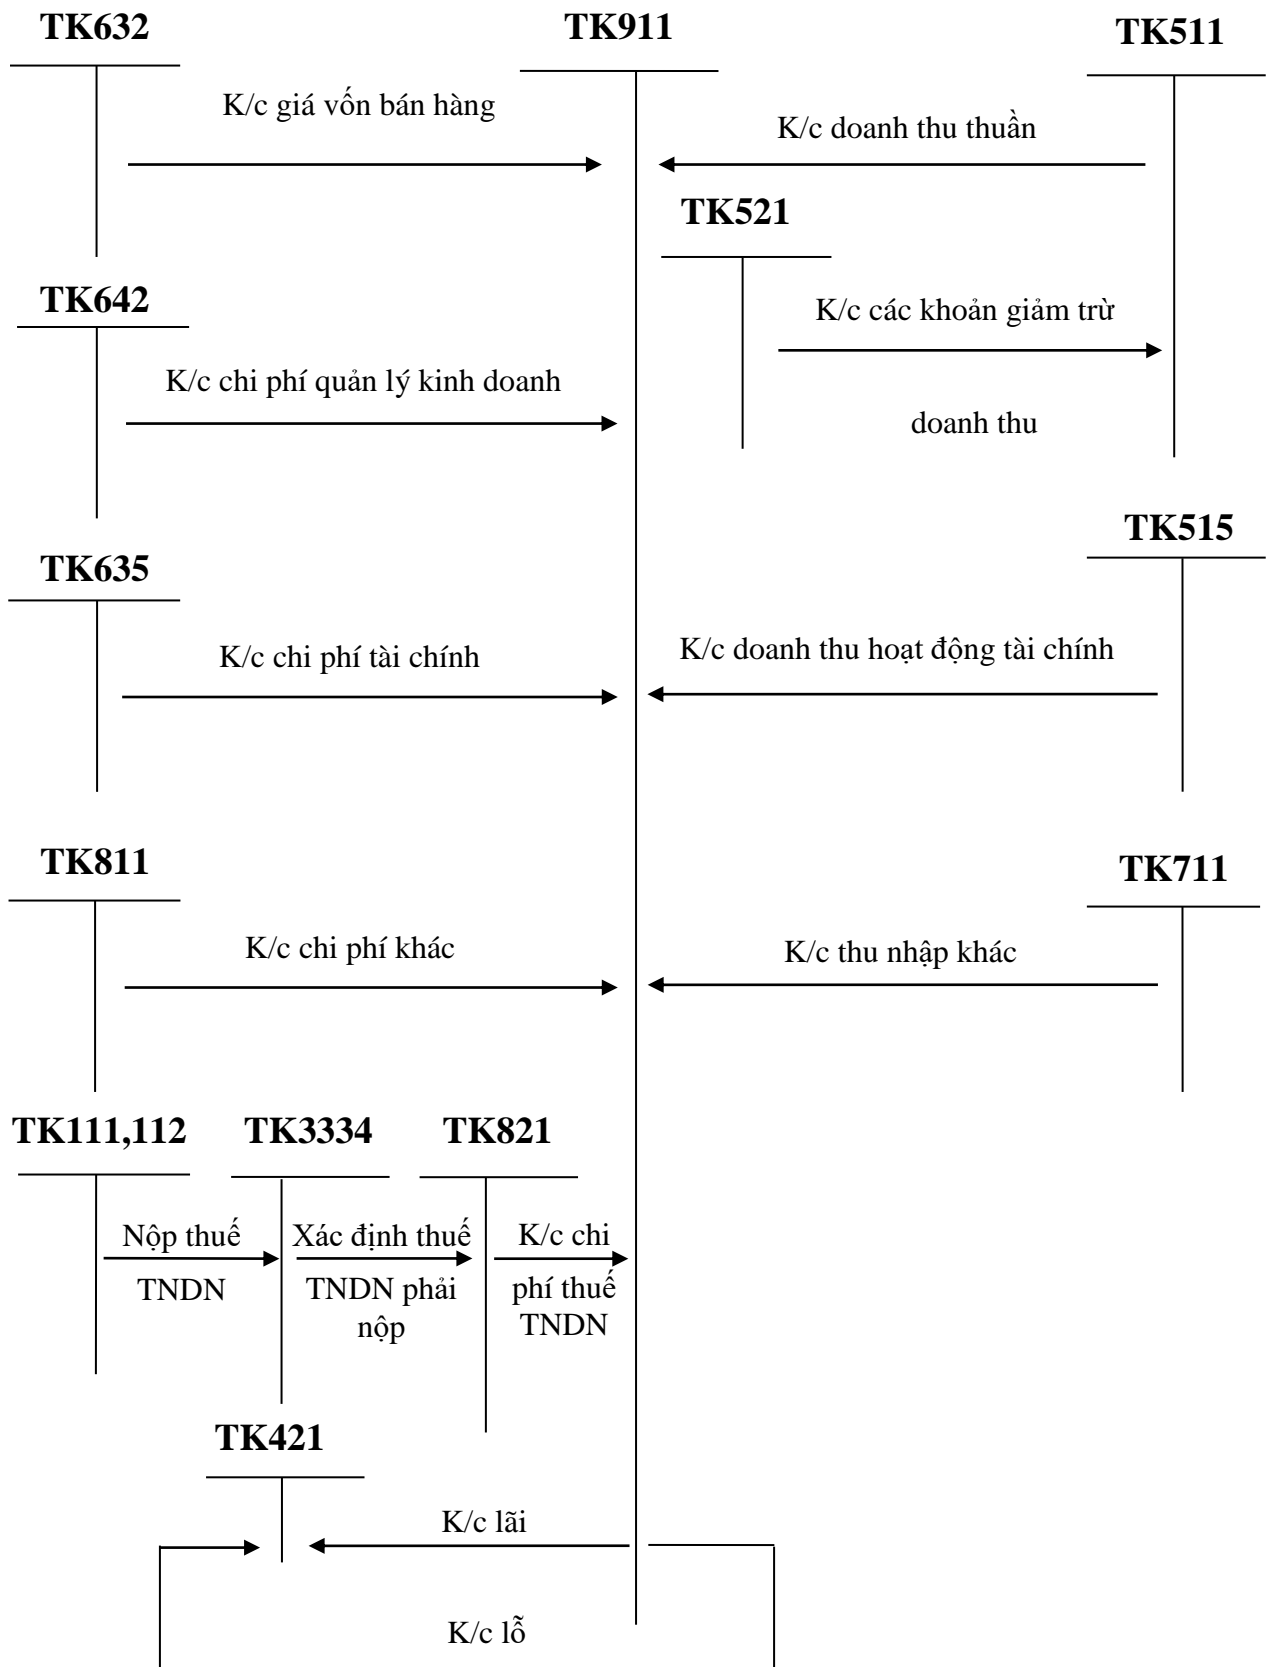 TK632
TK911
TK511
K/c giá vốn bán hàng
K/c doanh thu thuần
TK521
TK642
K/c các khoản giảm trừ
K/c chi phí quản lý kinh doanh
doanh thu
TK515
TK635
K/c chi phí tài chính
K/c doanh thu hoạt động tài chính
TK811
TK711
K/c chi phí khác
K/c thu nhập khác
TK111,112
TK3334
TK821
Nộp thuế
TNDN
Xác định thuế
TNDN phải
nộp
K/c chi
phí thuế
TNDN
TK421
K/c lãi
K/c lỗ